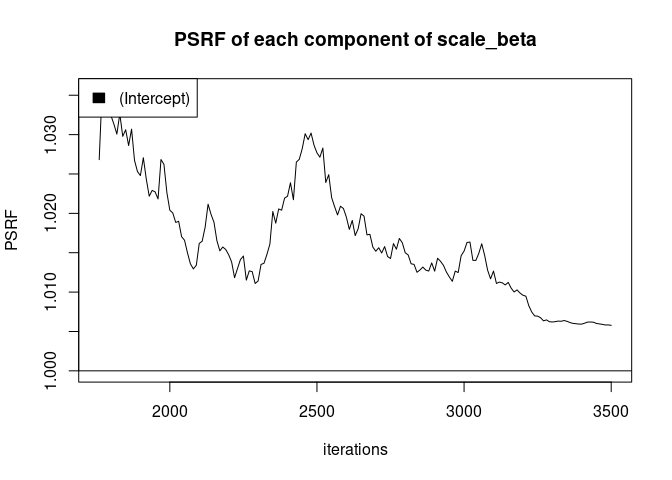 PSRF of each component of scale_beta
(Intercept)
PSRF
1.030
1.020
1.010
1.000
2000 2500 3000 3500
iterations